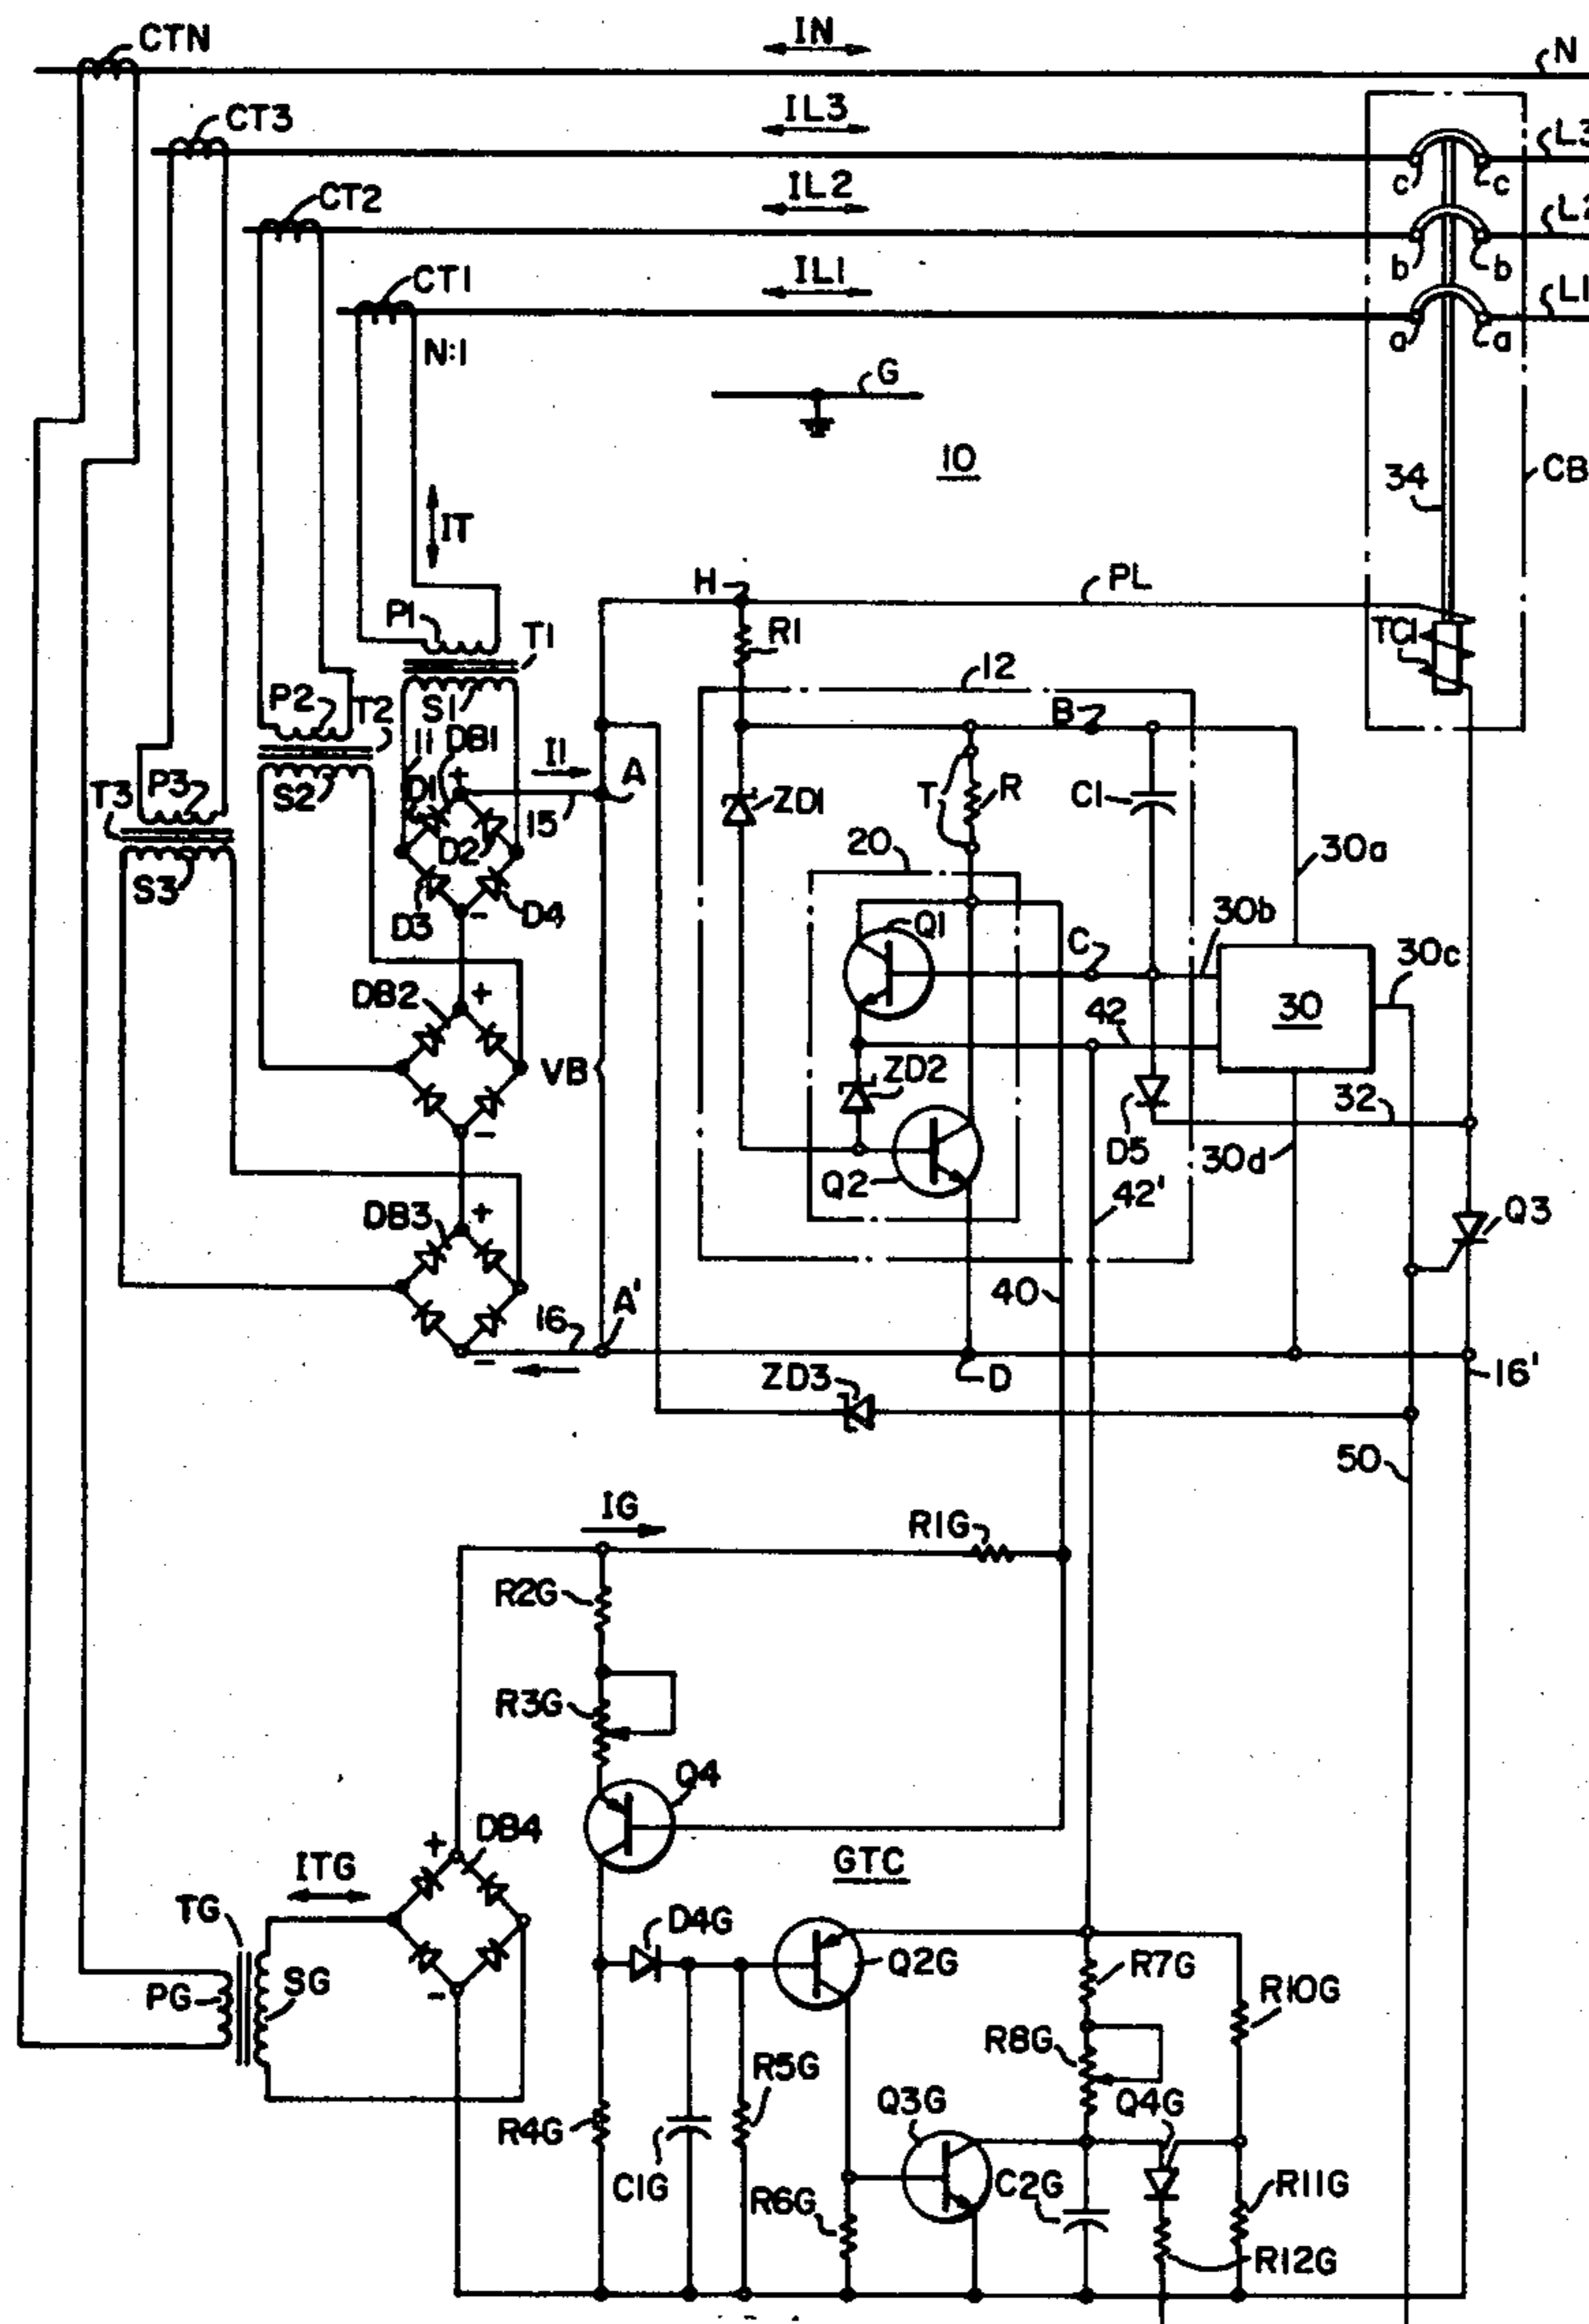 CTN
IN
N
CT3
IL3
L3
c
c
CT2
IL2
L2
b
b
CT1
IL1
L1
a
a
N:1
G
10
34
CB
IT
H
PL
P1
R1
TC1
T1
12
P2
T2
S1
B
11
DB1
I1
A
T3
P3
S2
D1
15
ZD1
T
R
C1
D2
20
30a
S3
D3
D4
Q1
C
30b
30c
DB2
30
42
VB
ZD2
32
D5
30d
Q2
42'
DB3
Q3
40
16
A'
D
16'
ZD3
50
IG
R1G
R2G
R3G
Q4
DB4
GTC
ITG
TG
D4G
Q2G
R7G
R10G
PG
SG
R8G
R5G
Q3G
Q4G
R4G
C1G
R6G
C2G
R11G
R12G
+
-
+
-
+
-
+
-